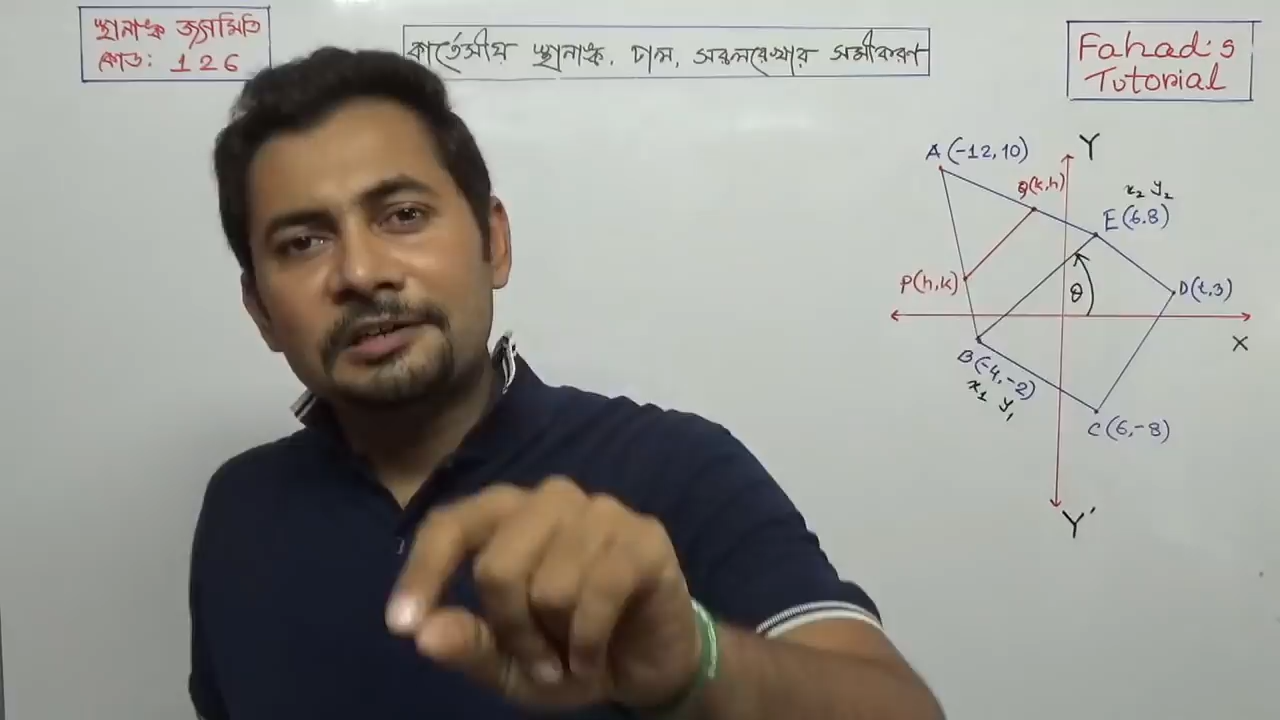 স্থানাঙ্ক জ্যামিতি
কোড: 126
কার্তেসীয় স্থানাঙ্ক, ঢাল, সরলরেখার সমীকরণ
Fahad's
Tutorial
Y
A(-12,10)
Q(k,h)
x₂ y₂
E(6,8)
P(h,k)
θ
D(t,3)
X
B(-4,-2)
x₁ y₁
C(6,-8)
Y'